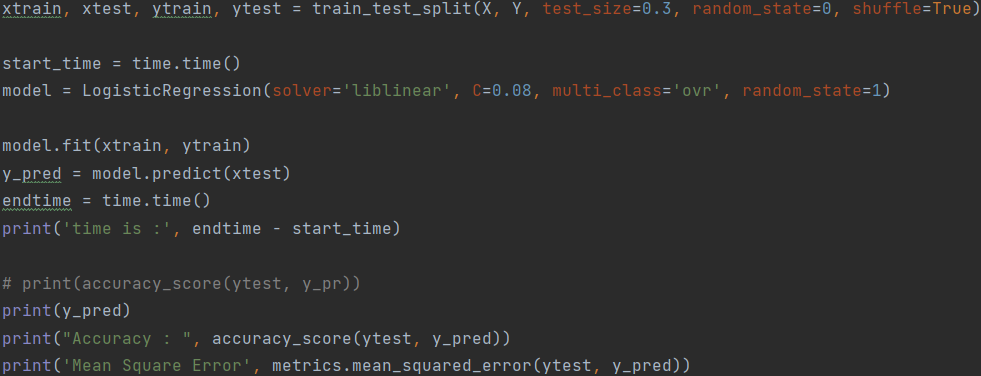 xtrain, xtest, ytrain, ytest = train_test_split(X, Y, test_size=0.3, random_state=0, shuffle=True)
start_time = time.time()
model = LogisticRegression(solver='liblinear', C=0.08, multi_class='ovr', random_state=1)
model.fit(xtrain, ytrain)
y_pred = model.predict(xtest)
endtime = time.time()
print('time is :', endtime - start_time)
# print(accuracy_score(ytest, y_pr))
print(y_pred)
print("Accuracy : ", accuracy_score(ytest, y_pred))
print('Mean Square Error', metrics.mean_squared_error(ytest, y_pred))